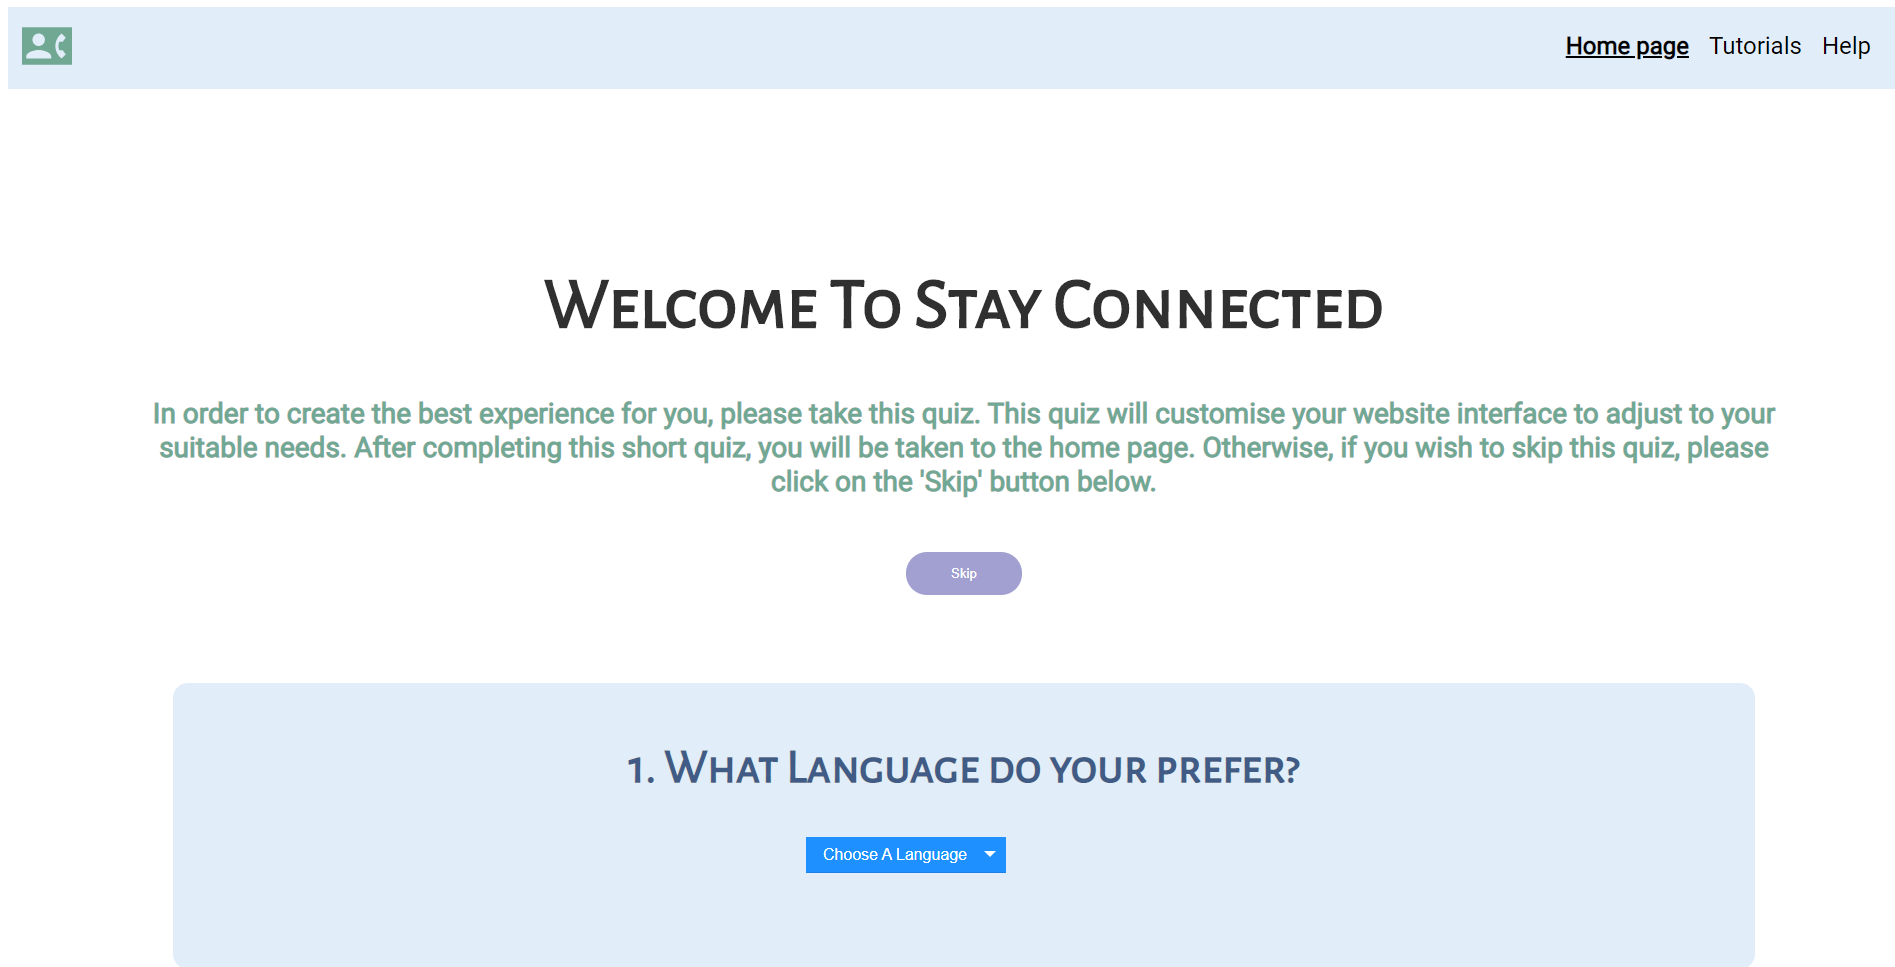 Home page Tutorials Help
Welcome To Stay Connected
In order to create the best experience for you, please take this quiz. This quiz will customise your website interface to adjust to your
suitable needs. After completing this short quiz, you will be taken to the home page. Otherwise, if you wish to skip this quiz, please
click on the 'Skip' button below.
Skip
1. What Language do your prefer?
Choose A Language